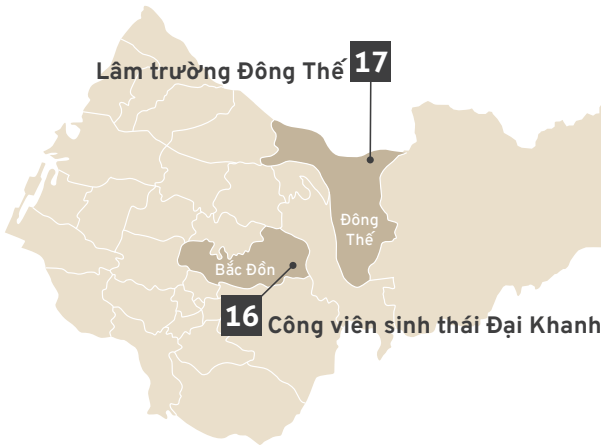 Lâm trường Đông Thế 17
Đông
Thế
Bắc Đồn
16 Công viên sinh thái Đại Khanh